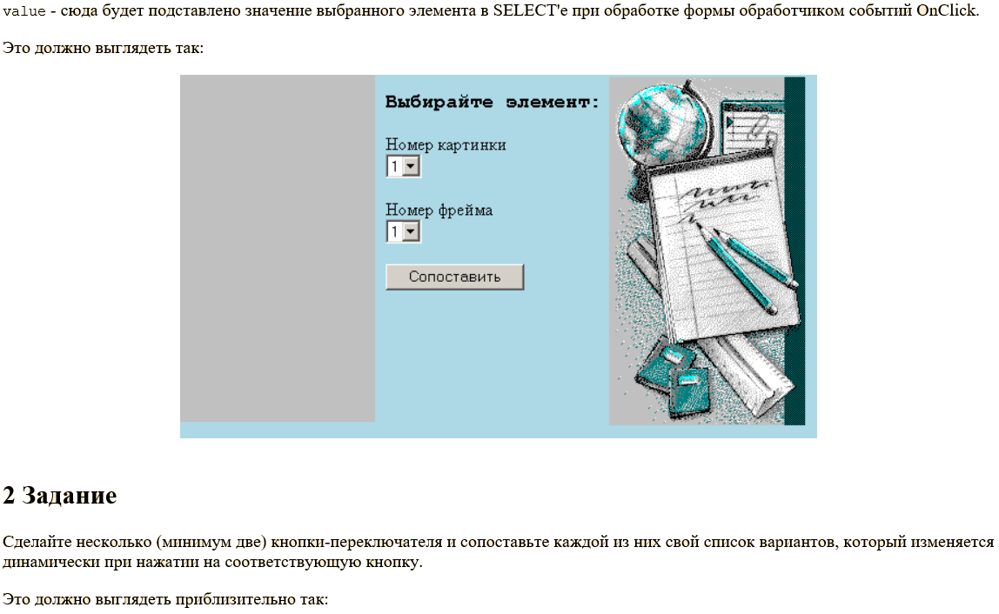 value - сюда будет подставлено значение выбранного элемента в SELECT'е при обработке формы обработчиком событий OnClick.
Это должно выглядеть так:
Выбирайте элемент:
Номер картинки
1
Номер фрейма
1
Сопоставить
2 Задание
Сделайте несколько (минимум две) кнопки-переключателя и сопоставьте каждой из них свой список вариантов, который изменяется
динамически при нажатии на соответствующую кнопку.
Это должно выглядеть приблизительно так: